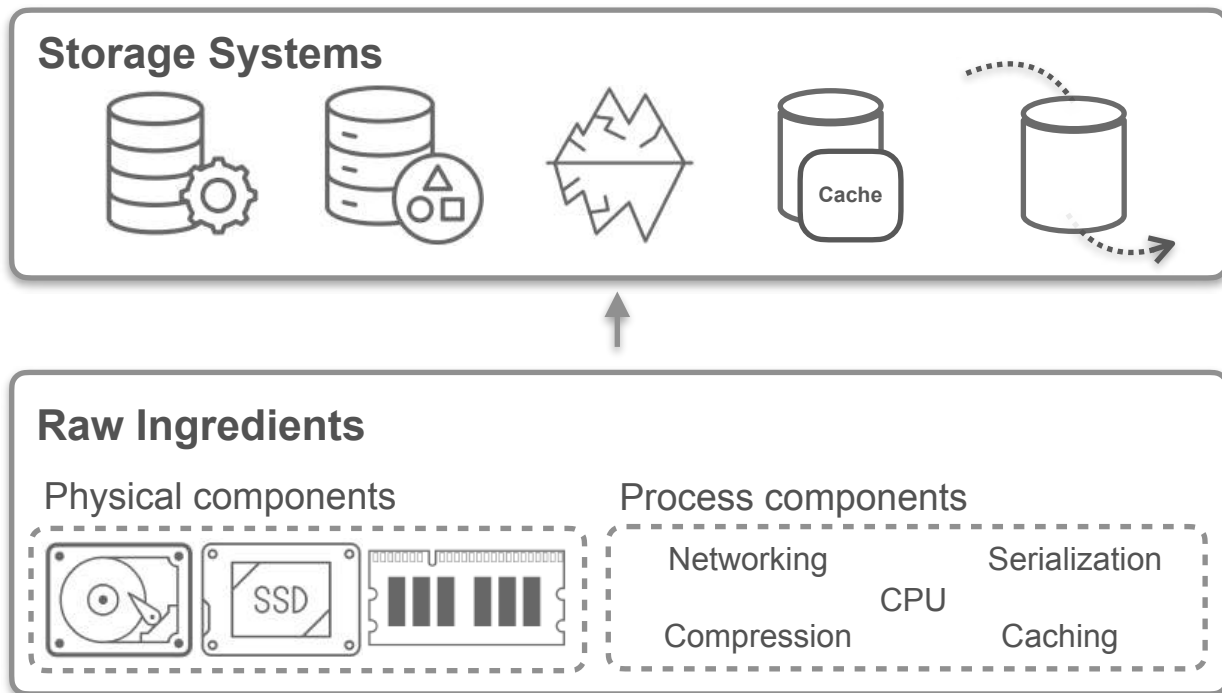 Storage Systems
Cache
Raw Ingredients
Physical components
SSD
Process components
Networking
Serialization
CPU
Compression
Caching